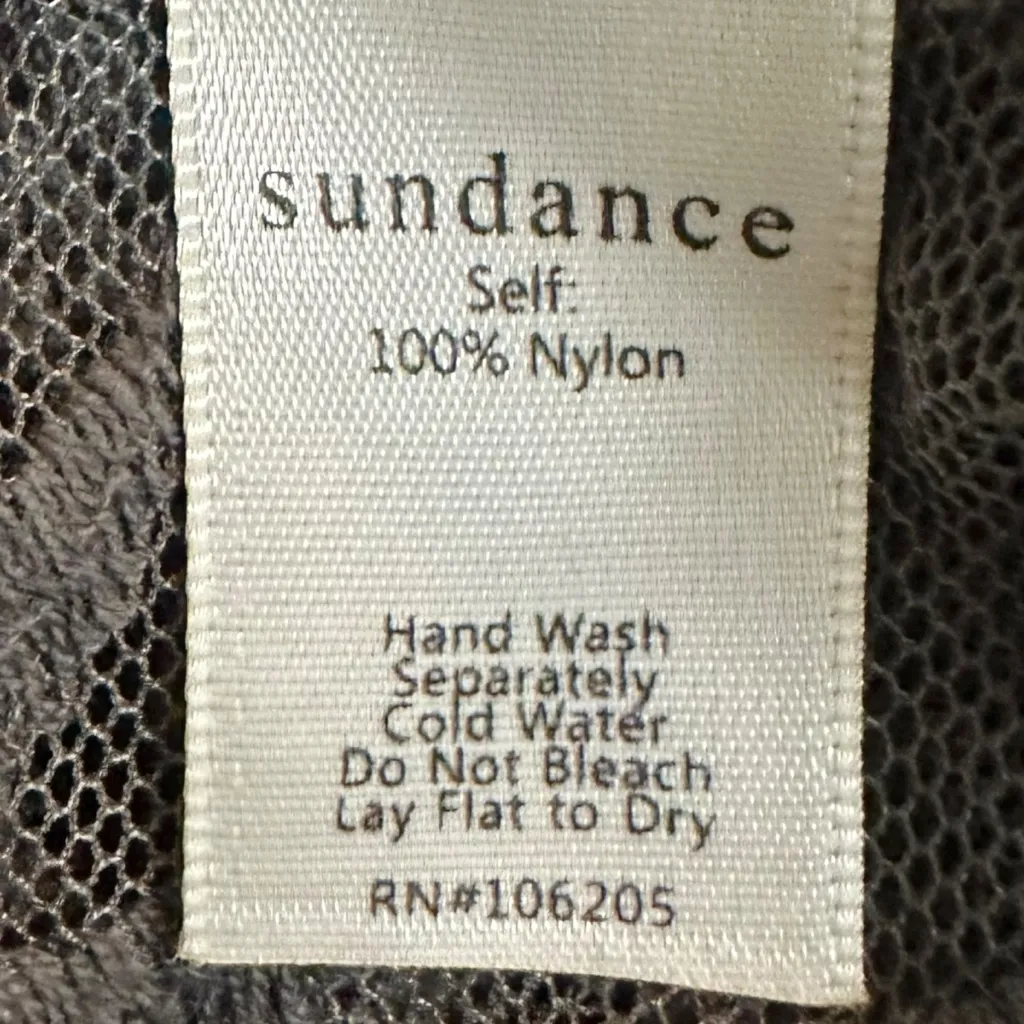 sundance
Self:
100% Nylon
Hand Wash
Separately
Cold Water
Do Not Bleach
Lay Flat to Dry
RN#106205